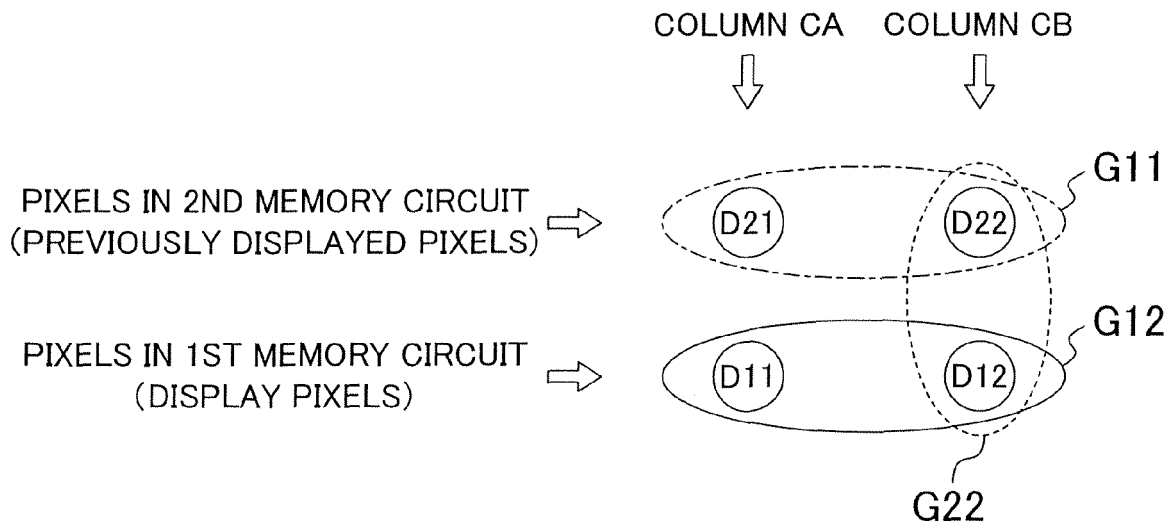 COLUMN CA COLUMN CB
G11
PIXELS IN 2ND MEMORY CIRCUIT
(PREVIOUSLY DISPLAYED PIXELS)
D21 D22
G12
PIXELS IN 1ST MEMORY CIRCUIT
(DISPLAY PIXELS)
D11 D12
G22